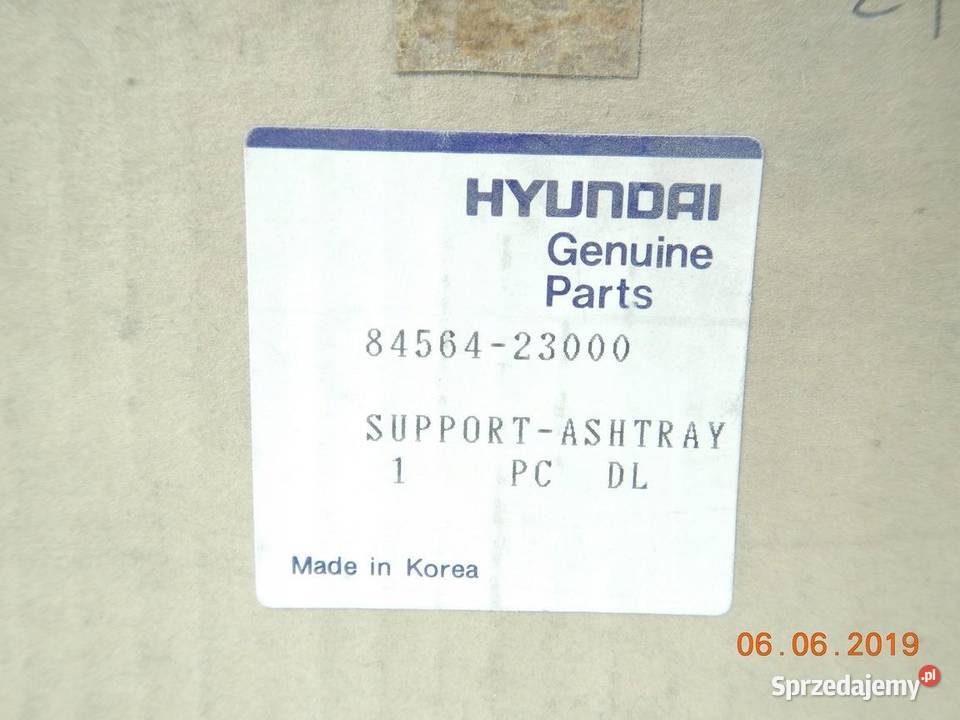 HYUNDAI
Genuine
Parts
84564-23000
SUPPORT-ASHTRAY
1 PC DL
Made in Korea
06.06.2019
Sprzedajemy.pl